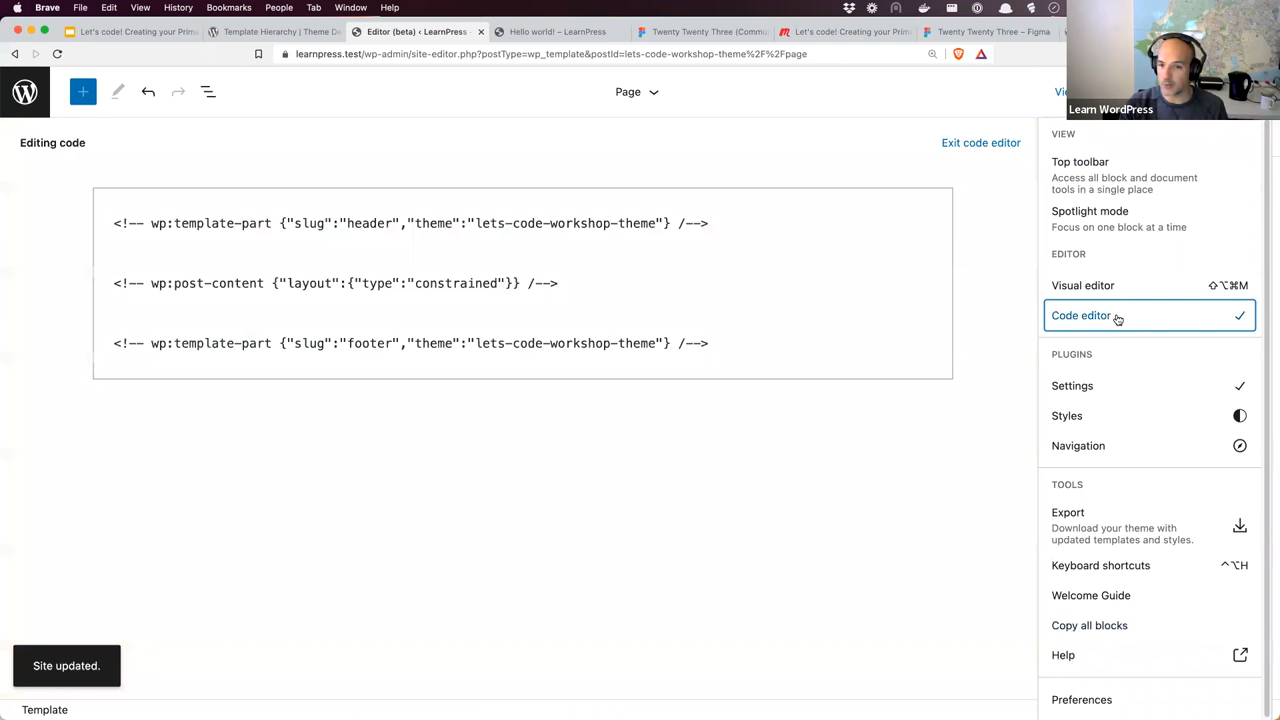 Brave File Edit View History Bookmarks People Tab Window Help
Let's code! Creating your Prim
Template Hierarchy | Theme De
Editor (beta) ‹ LearnPress
Hello world! – LearnPress
Twenty Twenty Three (Commu
Let's code! Creating your Prim
Twenty Twenty Three – Figma
learnpress.test/wp-admin/site-editor.php?postType=wp_template&postId=lets-code-workshop-theme%2F%2Fpage
Page
Learn WordPress
Editing code
Exit code editor
<!-- wp:template-part {"slug":"header","theme":"lets-code-workshop-theme"} /-->
<!-- wp:post-content {"layout":{"type":"constrained"}} /-->
<!-- wp:template-part {"slug":"footer","theme":"lets-code-workshop-theme"} /-->
VIEW
Top toolbar
Access all block and document
tools in a single place
Spotlight mode
Focus on one block at a time
EDITOR
Visual editor ⇧⌥⌘M
Code editor
PLUGINS
Settings
Styles
Navigation
TOOLS
Export
Download your theme with
updated templates and styles.
Keyboard shortcuts ⌃⌥H
Welcome Guide
Copy all blocks
Help
Preferences
Site updated.
Template